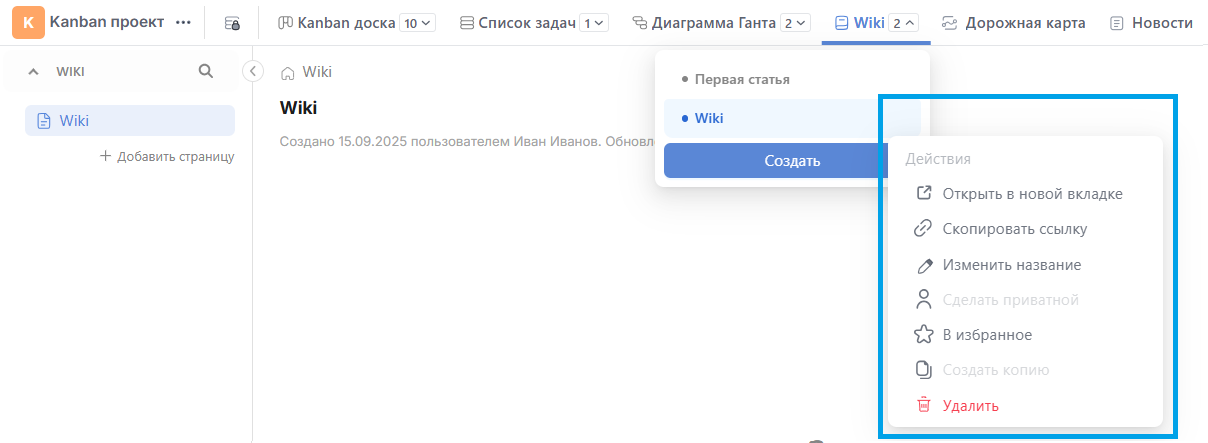 K Kanban проект ••• Kanban доска 10 Список задач 1 Диаграмма Ганта 2 Wiki 2 Дорожная карта Новости
WIKI
Wiki
Добавить страницу
Wiki
Wiki
Создано 15.09.2025 пользователем Иван Иванов.
Первая статья
Wiki
Создать
Действия
Открыть в новой вкладке
Скопировать ссылку
Изменить название
Сделать приватной
В избранное
Создать копию
Удалить